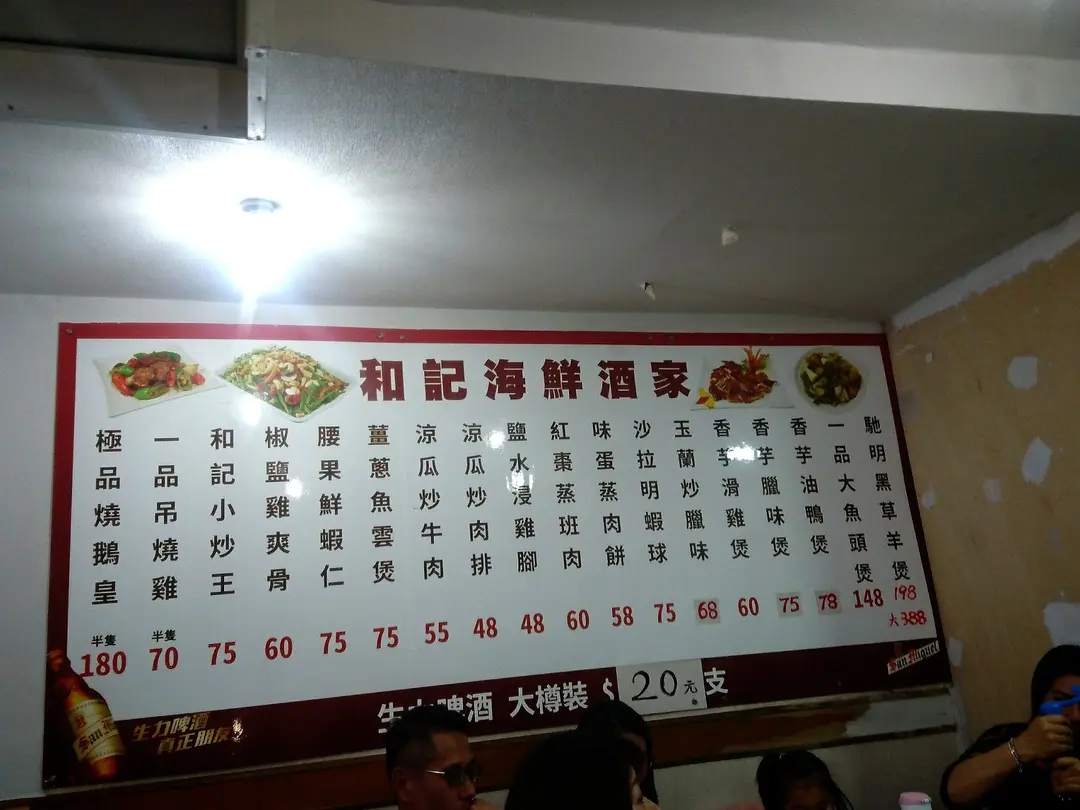 和記海鮮酒家
極品燒鵝皇
半隻
180
一品吊燒雞
半隻
70
和記小炒王
75
椒鹽雞爽骨
60
腰果鮮蝦仁
75
薑蔥魚雲煲
75
涼瓜炒牛肉
55
涼瓜炒肉排
48
鹽水浸雞腳
48
紅棗蒸班肉
60
味蛋蒸肉餅
58
沙拉明蝦球
75
玉蘭炒臘味
68
香芋滑雞煲
60
香芋臘味煲
75
香芋油鴨煲
78
一品大魚頭煲
148
馳明黑草羊煲
198
大388
San Miguel
生力啤酒 大樽裝 $20元支
生力啤酒
真正朋友